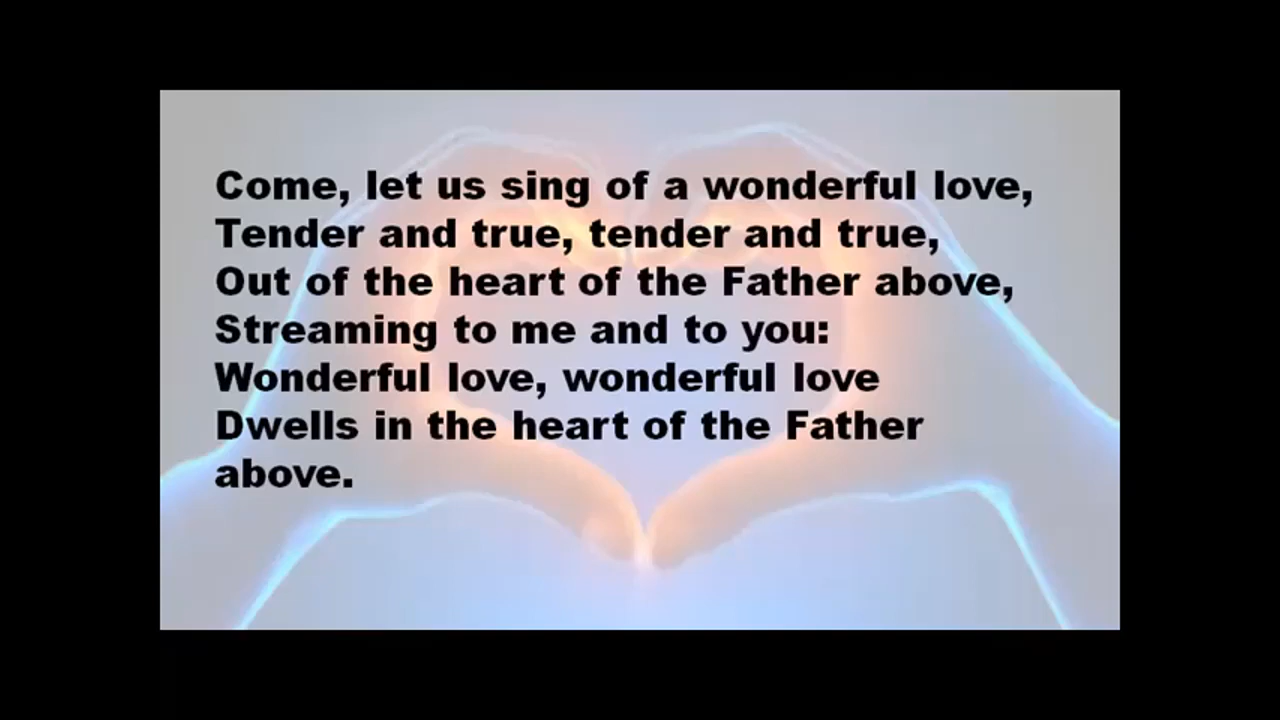 Come, let us sing of a wonderful love,
Tender and true, tender and true,
Out of the heart of the Father above,
Streaming to me and to you:
Wonderful love, wonderful love
Dwells in the heart of the Father
above.